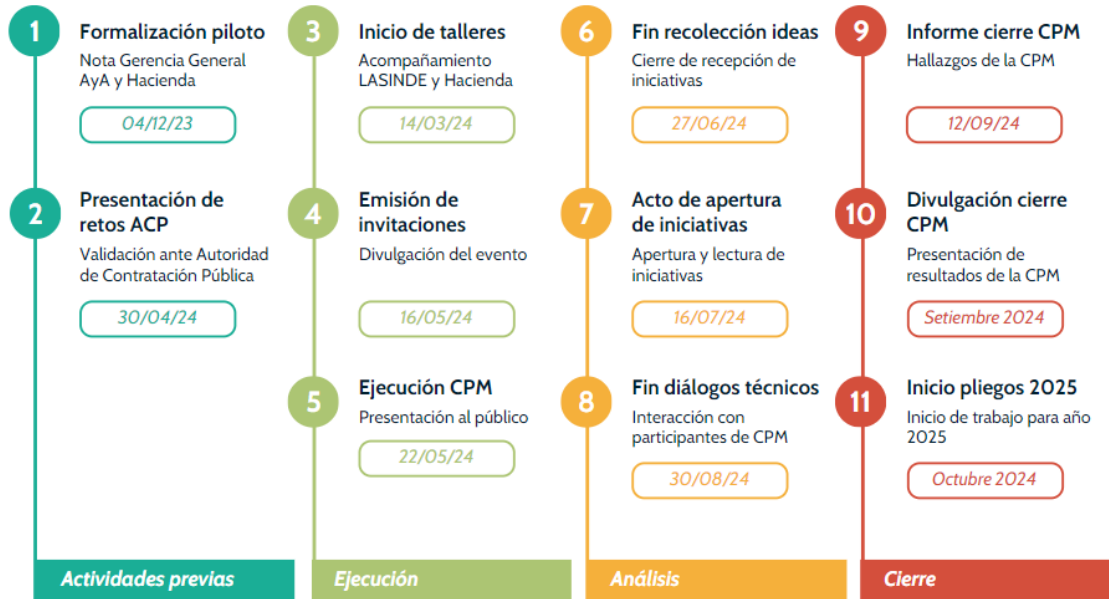 1
Formalización piloto
Nota Gerencia General
AyA y Hacienda
04/12/23
2
Presentación de
retos ACP
Validación ante Autoridad
de Contratación Pública
30/04/24
Actividades previas
3
Inicio de talleres
Acompañamiento
LASINDE y Hacienda
14/03/24
4
Emisión de
invitaciones
Divulgación del evento
16/05/24
5
Ejecución CPM
Presentación al público
22/05/24
Ejecución
6
Fin recolección ideas
Cierre de recepción de
iniciativas
27/06/24
7
Acto de apertura
de iniciativas
Apertura y lectura de
iniciativas
16/07/24
8
Fin diálogos técnicos
Interacción con
participantes de CPM
30/08/24
Análisis
9
Informe cierre CPM
Hallazgos de la CPM
12/09/24
10
Divulgación cierre
CPM
Presentación de
resultados de la CPM
Setiembre 2024
11
Inicio pliegos 2025
Inicio de trabajo para año
2025
Octubre 2024
Cierre